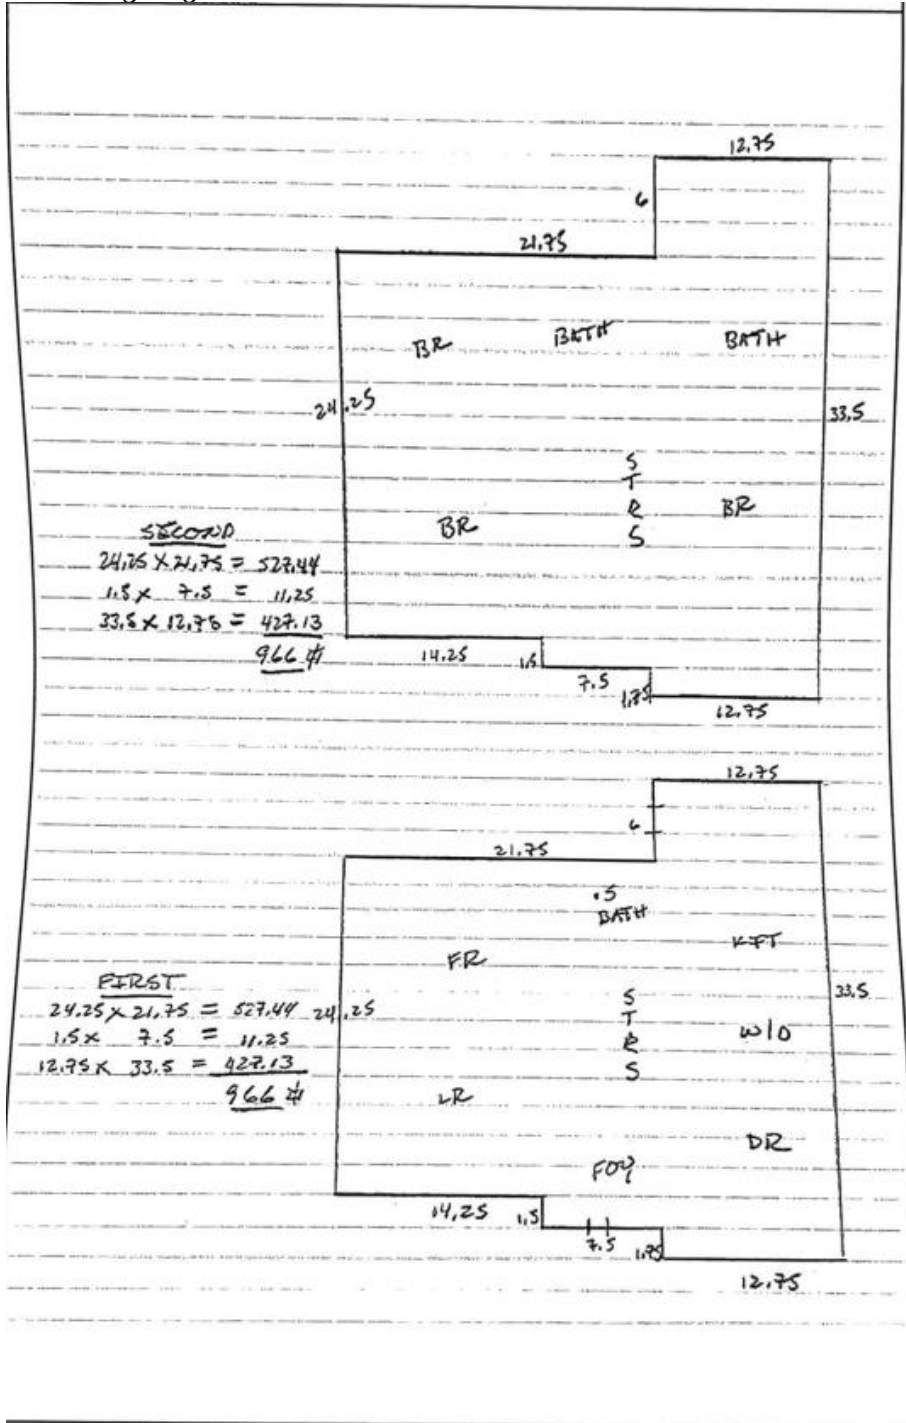 12.75
6
21.75
BR BATH BATH
24.25
33.5
S
T
R
S
BR BR
SECOND
24.25 X 21.75 = 527.44
1.5 x 7.5 = 11.25
33.5 x 12.75 = 427.13
966
14.25 1.5
7.5 1.75
12.75
12.75
6
21.75
.5
BATH
FR KIT
33.5
24.25
S
T
R
S
W/O
FIRST
24.25 x 21.75 = 527.44
1.5 x 7.5 = 11.25
12.75 x 33.5 = 427.13
966
LR
DR
FOY
14.25 1.5
7.5 1.75
12.75